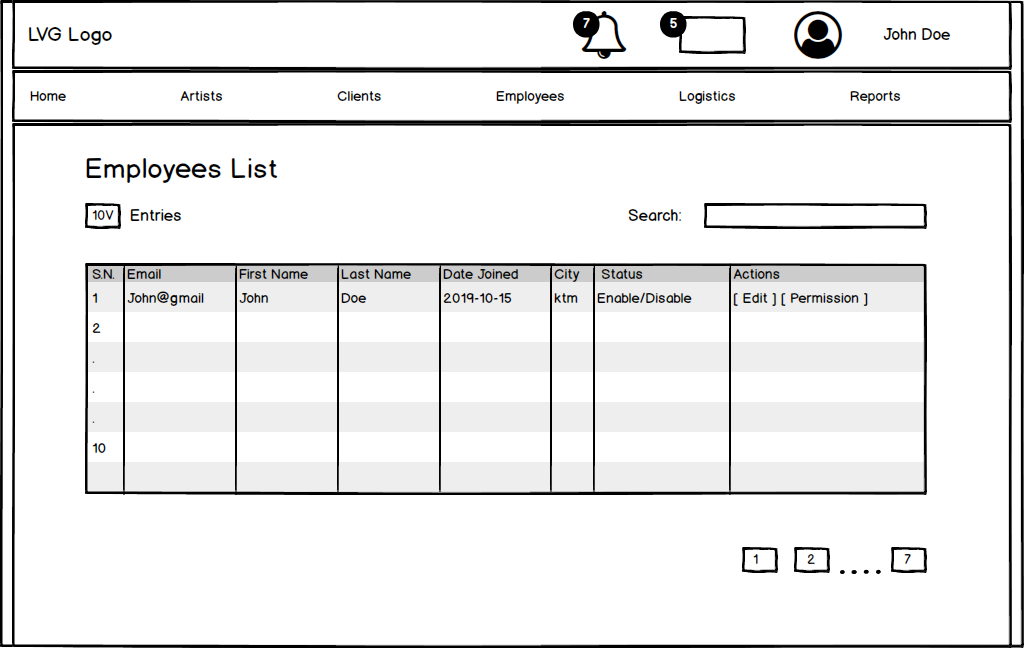 LVG Logo 7 5 John Doe
Home Artists Clients Employees Logistics Reports
Employees List
10V Entries Search:
S.N. Email First Name Last Name Date Joined City Status Actions
1 John@gmail John Doe 2019-10-15 ktm Enable/Disable [ Edit ] [ Permission ]
2
.
.
.
10
1 2 .... 7